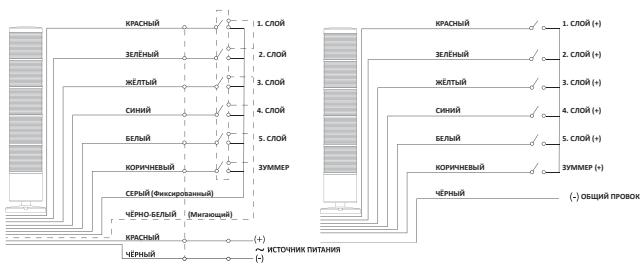 КРАСНЫЙ 1. СЛОЙ
ЗЕЛЁНЫЙ 2. СЛОЙ
ЖЁЛТЫЙ 3. СЛОЙ
СИНИЙ 4. СЛОЙ
БЕЛЫЙ 5. СЛОЙ
КОРИЧНЕВЫЙ ЗУММЕР
СЕРЫЙ (Фиксированный)
ЧЁРНО-БЕЛЫЙ (Мигающий)
КРАСНЫЙ (+)
~ ИСТОЧНИК ПИТАНИЯ
ЧЁРНЫЙ (-)
КРАСНЫЙ 1. СЛОЙ (+)
ЗЕЛЁНЫЙ 2. СЛОЙ (+)
ЖЁЛТЫЙ 3. СЛОЙ (+)
СИНИЙ 4. СЛОЙ (+)
БЕЛЫЙ 5. СЛОЙ (+)
КОРИЧНЕВЫЙ ЗУММЕР (+)
ЧЁРНЫЙ (-) ОБЩИЙ ПРОВОК